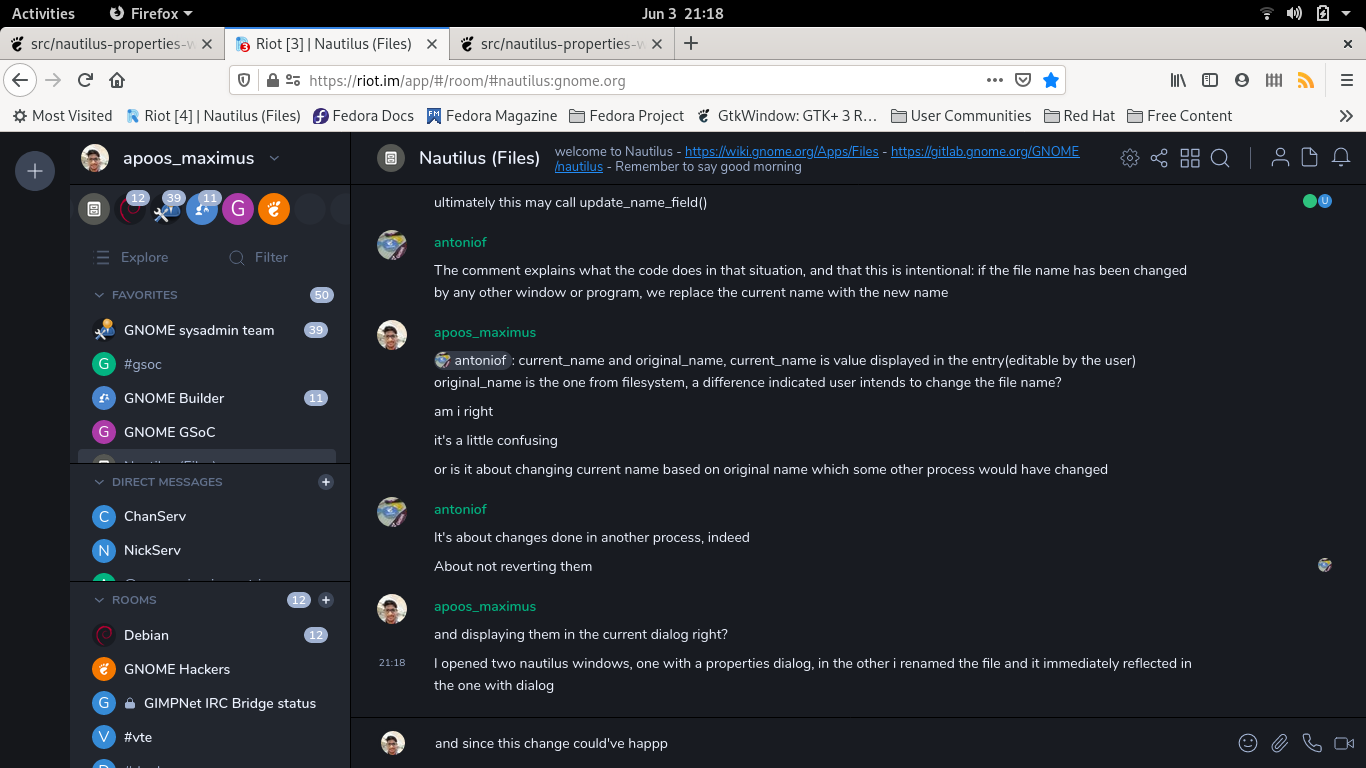 Activities Firefox Jun 3 21:18
src/nautilus-properties-w Riot [3] | Nautilus (Files) src/nautilus-properties-w
https://riot.im/app/#/room/#nautilus:gnome.org
Most Visited Riot [4] | Nautilus (Files) Fedora Docs Fedora Magazine Fedora Project GtkWindow: GTK+ 3 R… User Communities Red Hat Free Content
apoos_maximus
12 39 11 G
Explore Filter
FAVORITES 50
GNOME sysadmin team 39
G #gsoc
GNOME Builder 11
G GNOME GSoC
DIRECT MESSAGES
C ChanServ
N NickServ
ROOMS 12
Debian 12
GNOME Hackers
G GIMPNet IRC Bridge status
V #vte
Nautilus (Files)
welcome to Nautilus - https://wiki.gnome.org/Apps/Files - https://gitlab.gnome.org/GNOME
/nautilus - Remember to say good morning
ultimately this may call update_name_field()
U
antoniof
The comment explains what the code does in that situation, and that this is intentional: if the file name has been changed
by any other window or program, we replace the current name with the new name
apoos_maximus
antoniof : current_name and original_name, current_name is value displayed in the entry(editable by the user)
original_name is the one from filesystem, a difference indicated user intends to change the file name?
am i right
it's a little confusing
or is it about changing current name based on original name which some other process would have changed
antoniof
It's about changes done in another process, indeed
About not reverting them
apoos_maximus
and displaying them in the current dialog right?
21:18 I opened two nautilus windows, one with a properties dialog, in the other i renamed the file and it immediately reflected in
the one with dialog
and since this change could've happp